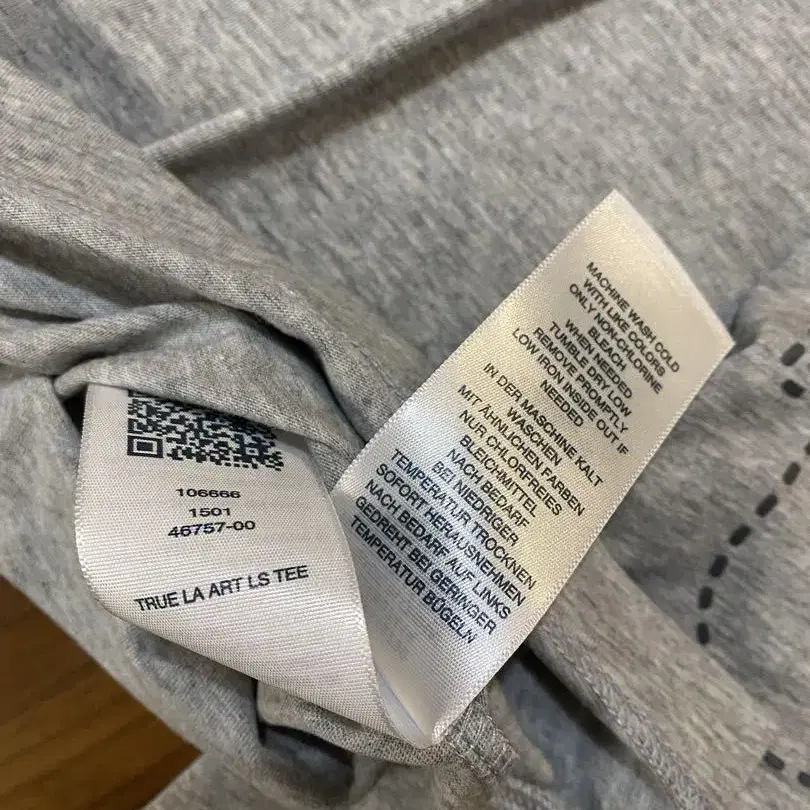 106666
1501
46757-00
TRUE LA ART LS TEE
MACHINE WASH COLD
WITH LIKE COLORS
ONLY NON-CHLORINE
BLEACH
WHEN NEEDED
TUMBLE DRY LOW
REMOVE PROMPTLY
LOW IRON INSIDE OUT IF
NEEDED
IN DER MASCHINE KALT
WASCHEN
MIT ÄHNLICHEN FARBEN
NUR CHLORFREIES
BLEICHMITTEL
NACH BEDARF
BEI NIEDRIGER
TEMPERATUR TROCKNEN
SOFORT HERAUSNEHMEN
NACH BEDARF AUF LINKS
GEDREHT BEI GERINGER
TEMPERATUR BÜGELN